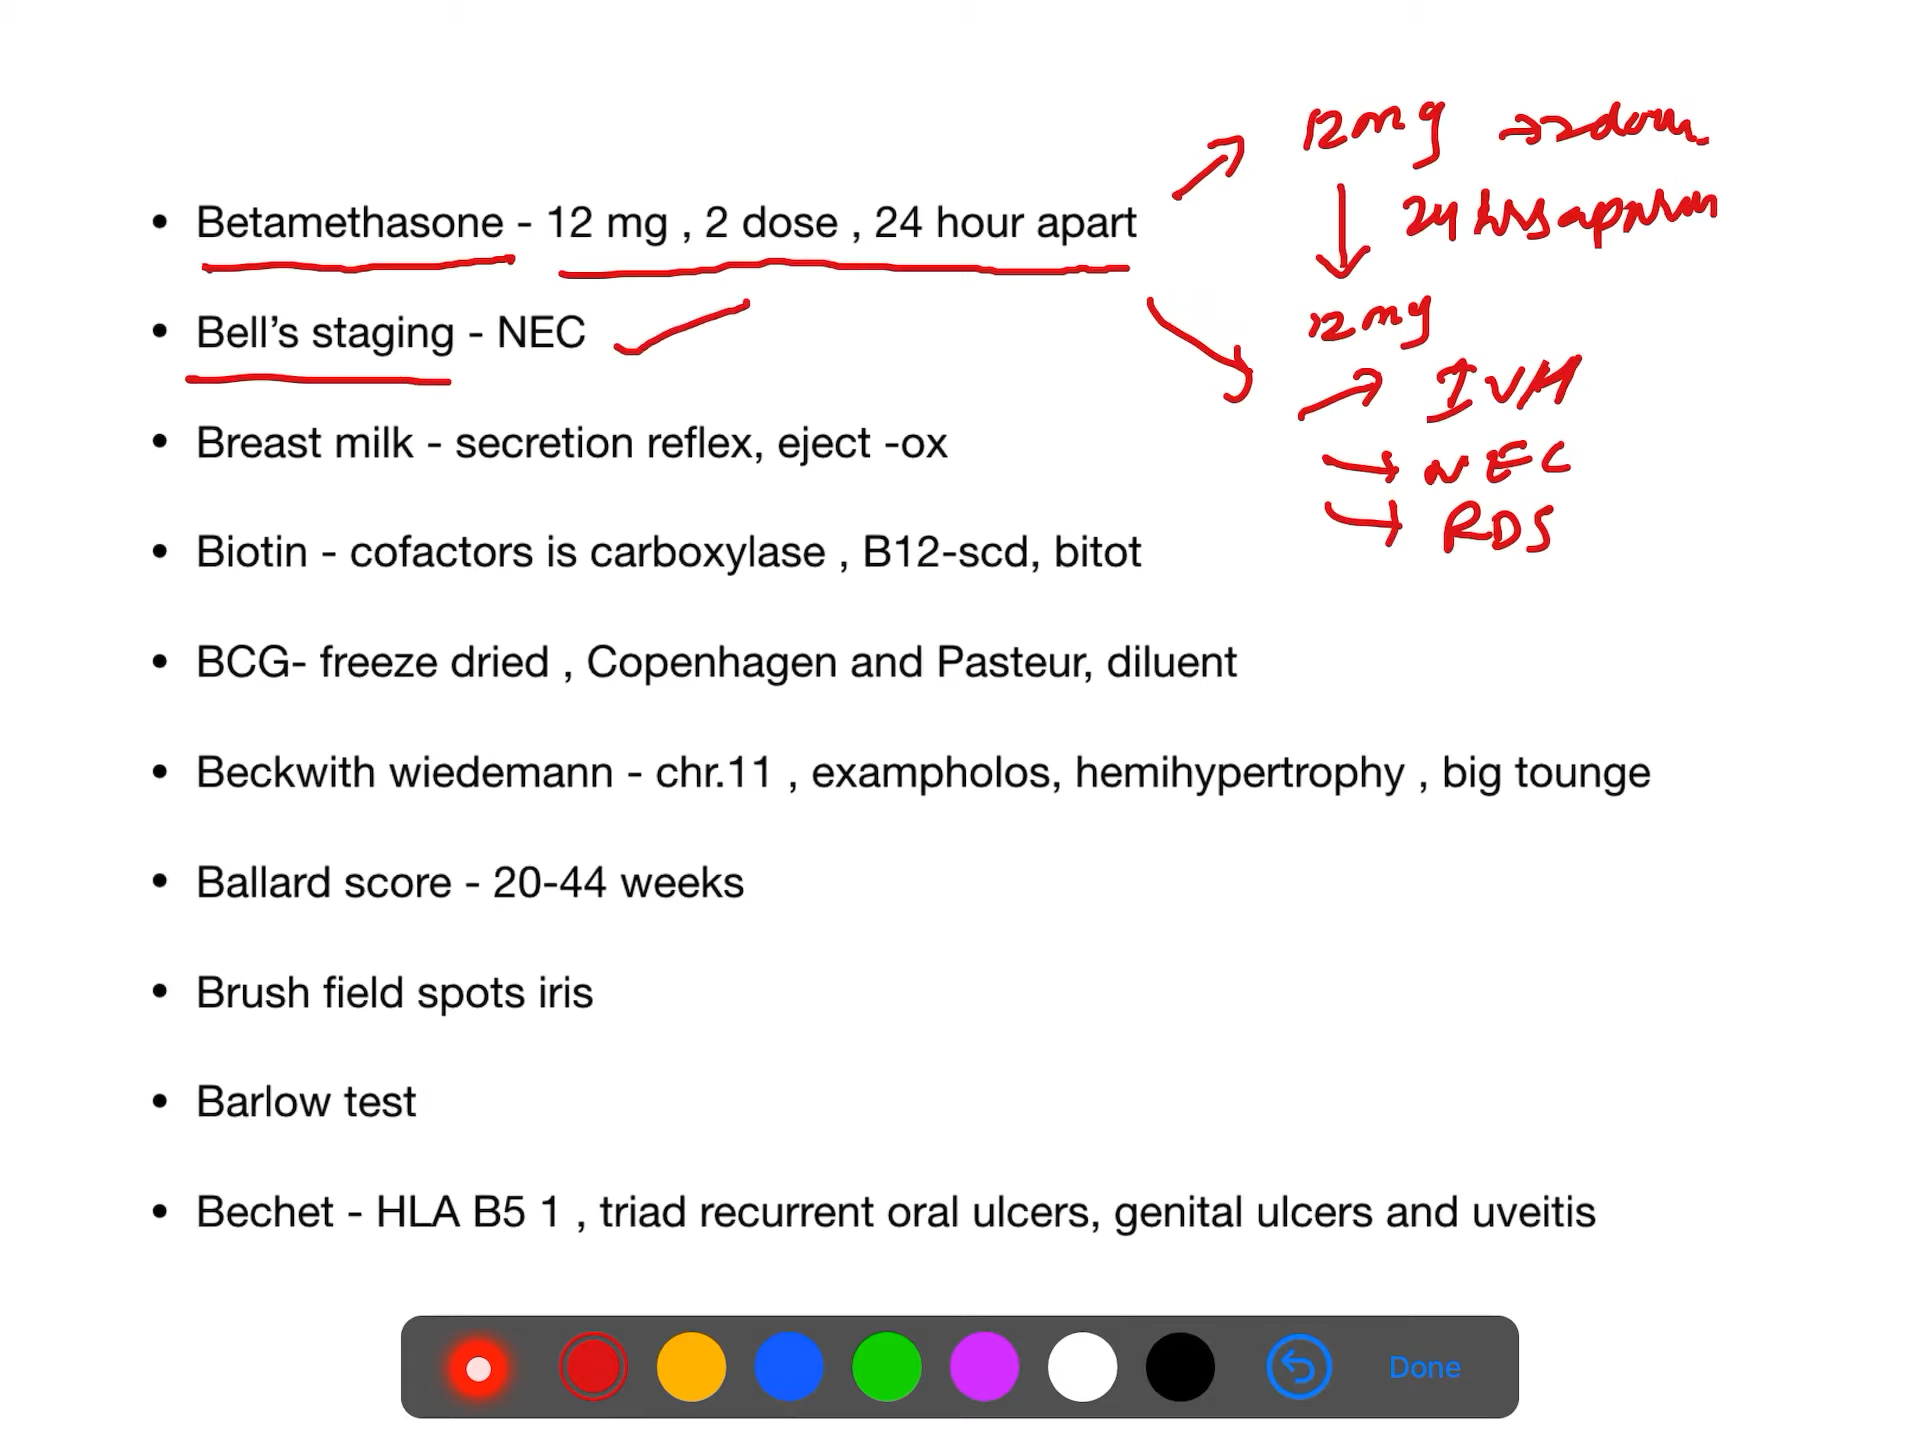 12mg → 2 doses
• Betamethasone - 12 mg , 2 dose , 24 hour apart
24 hrs apart
12mg
• Bell’s staging - NEC
IVH
• Breast milk - secretion reflex, eject -ox
NEC
RDS
• Biotin - cofactors is carboxylase , B12-scd, bitot
• BCG- freeze dried , Copenhagen and Pasteur, diluent
• Beckwith wiedemann - chr.11 , exampholos, hemihypertrophy , big tounge
• Ballard score - 20-44 weeks
• Brush field spots iris
• Barlow test
• Bechet - HLA B5 1 , triad recurrent oral ulcers, genital ulcers and uveitis
Done